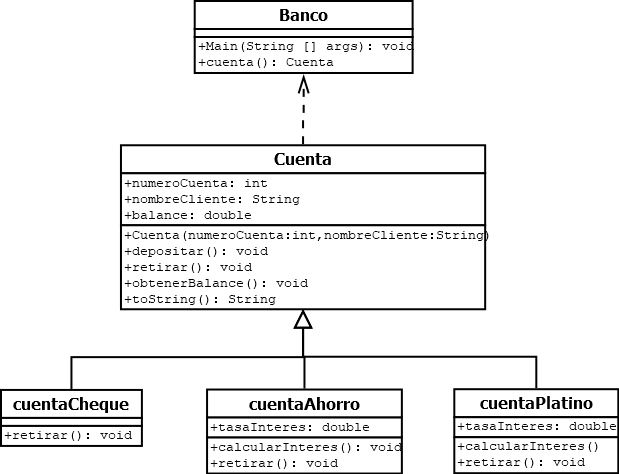 Banco
+Main(String [] args): void
+cuenta(): Cuenta
Cuenta
+numeroCuenta: int
+nombreCliente: String
+balance: double
+Cuenta(numeroCuenta:int,nombreCliente:String)
+depositar(): void
+retirar(): void
+obtenerBalance(): void
+toString(): String
cuentaCheque
+retirar(): void
cuentaAhorro
+tasaInteres: double
+calcularInteres(): void
+retirar(): void
cuentaPlatino
+tasaInteres: double
+calcularInteres()
+retirar(): void